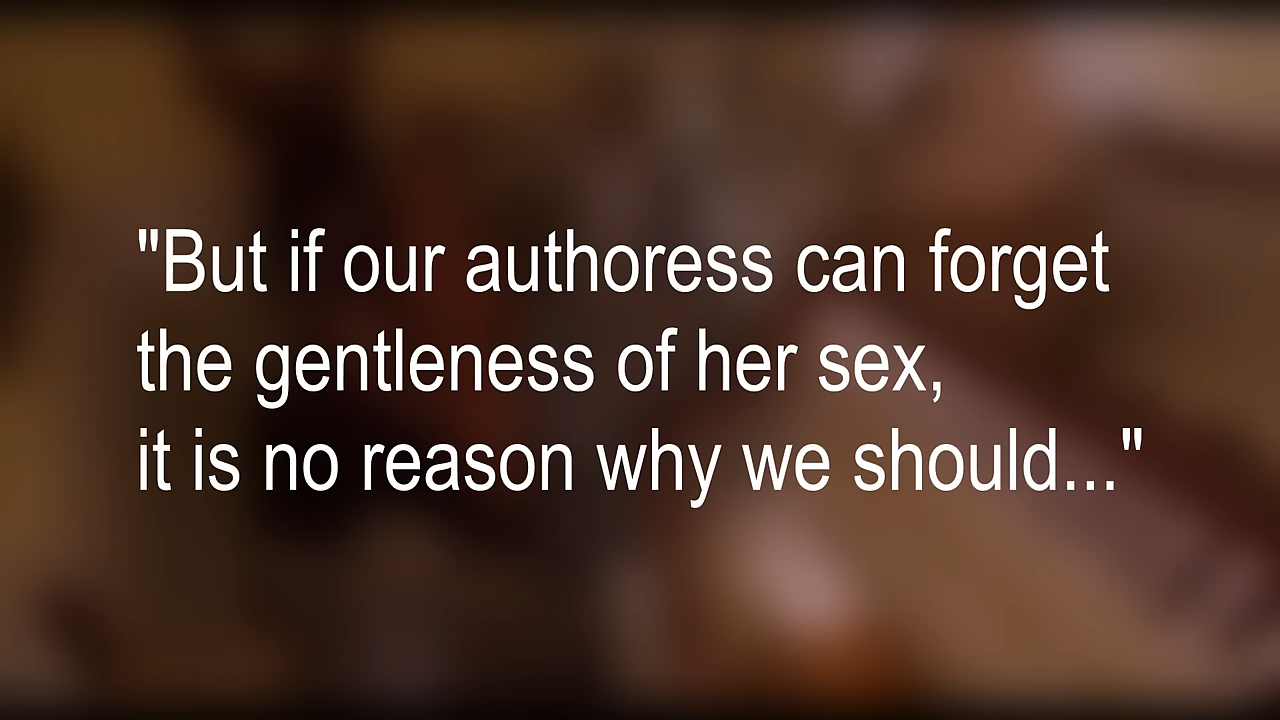 "But if our authoress can forget
the gentleness of her sex,
it is no reason why we should..."